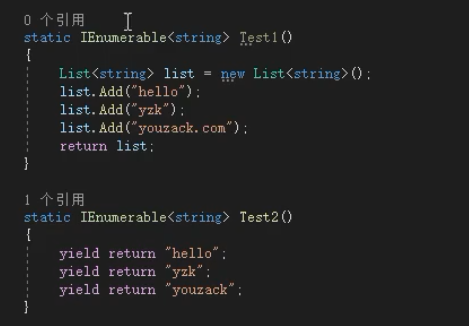 0 个引用
static IEnumerable<string> Test1()
{
    List<string> list = new List<string>();
    list.Add("hello");
    list.Add("yzk");
    list.Add("youzack.com");
    return list;
}
1 个引用
static IEnumerable<string> Test2()
{
    yield return "hello";
    yield return "yzk";
    yield return "youzack";
}